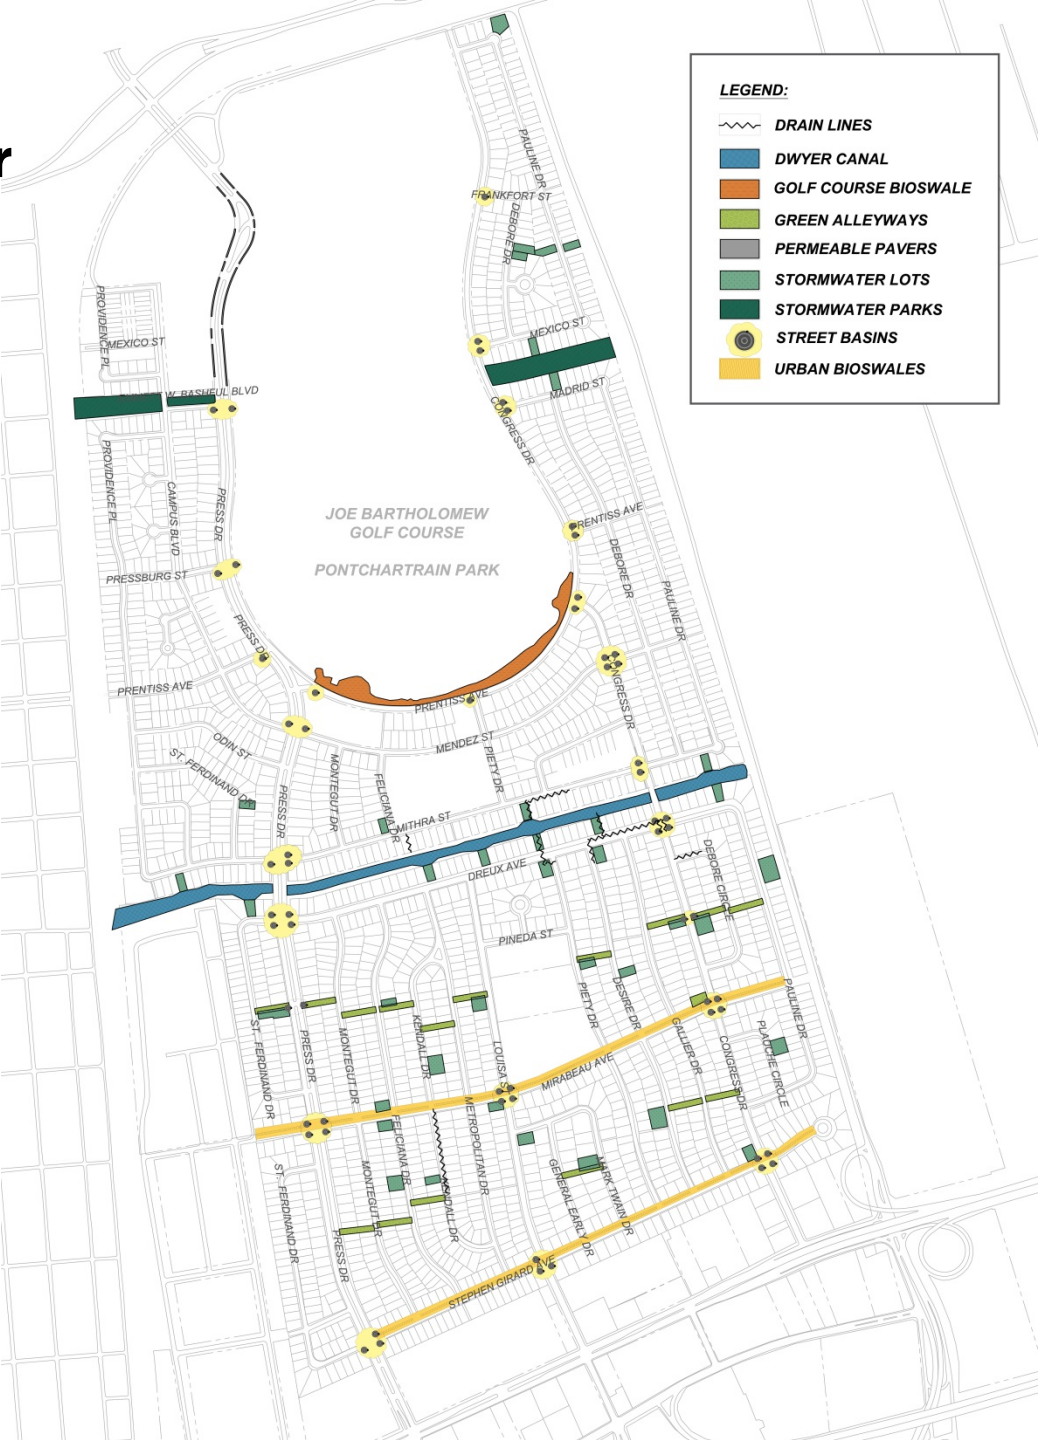 r
LEGEND:
DRAIN LINES
DWYER CANAL
GOLF COURSE BIOSWALE
GREEN ALLEYWAYS
PERMEABLE PAVERS
STORMWATER LOTS
STORMWATER PARKS
STREET BASINS
URBAN BIOSWALES
PAULINE DR
FRANKFORT ST
DEBORE DR
PROVIDENCE PL
MEXICO ST
MEXICO ST
W. BASHFUL BLVD
MADRID ST
CONGRESS DR
PROVIDENCE PL
CAMPUS BLVD
PRESS DR
JOE BARTHOLOMEW
GOLF COURSE
PONTCHARTRAIN PARK
PRENTISS AVE
DEBORE DR
PAULINE DR
PRESSBURG ST
PRESS DR
PRENTISS AVE
PRENTISS AVE
CONGRESS DR
ODIN ST
MENDEZ ST
ST. FERDINAND DR
PRESS DR
MONTEGUT DR
FELICIANA DR
PIETY DR
MITHRA ST
DREUX AVE
DEBORE CIRCLE
PINEDA ST
ST. FERDINAND DR
PRESS DR
MONTEGUT DR
KENDALL DR
LOUISA ST
PIETY DR
DESIRE DR
GALLIER DR
CONGRESS DR
PLAUCHE CIRCLE
PAULINE DR
MIRABEAU AVE
METROPOLITAN DR
FELICIANA DR
MONTEGUT DR
KENDALL DR
ST. FERDINAND DR
PRESS DR
GENERAL EARLY DR
MARK TWAIN DR
STEPHEN GIRARD AVE